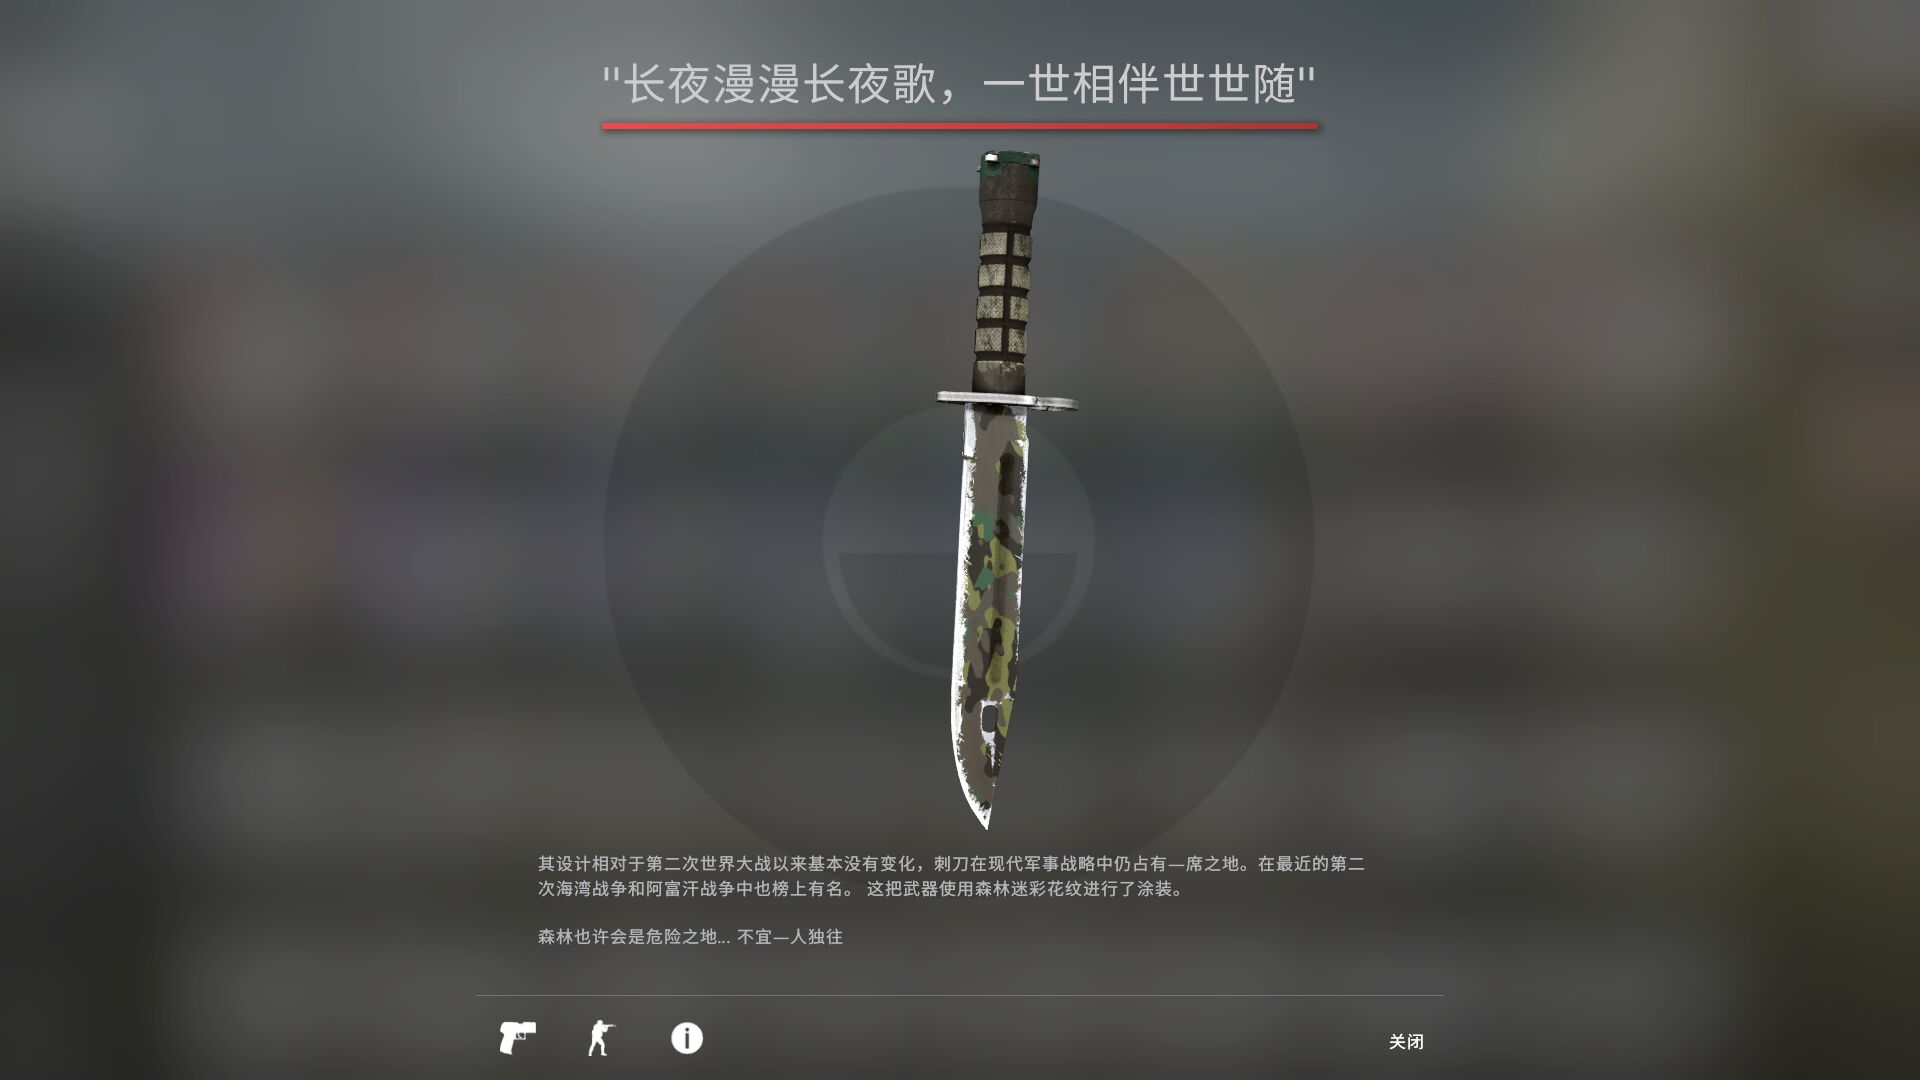 "长夜漫漫长夜歌，一世相伴世世随"
其设计相对于第二次世界大战以来基本没有变化，刺刀在现代军事战略中仍占有一席之地。在最近的第二
次海湾战争和阿富汗战争中也榜上有名。 这把武器使用森林迷彩花纹进行了涂装。
森林也许会是危险之地... 不宜一人独往
关闭